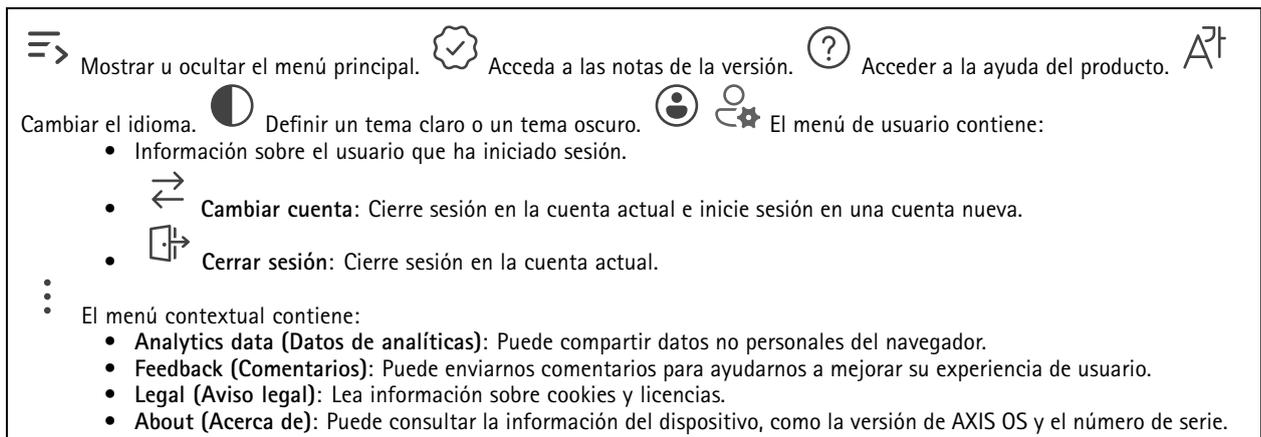 Mostrar u ocultar el menú principal. Acceda a las notas de la versión. Acceder a la ayuda del producto.
Cambiar el idioma. Definir un tema claro o un tema oscuro. El menú de usuario contiene:
• Información sobre el usuario que ha iniciado sesión.
• Cambiar cuenta: Cierre sesión en la cuenta actual e inicie sesión en una cuenta nueva.
• Cerrar sesión: Cierre sesión en la cuenta actual.
El menú contextual contiene:
• Analytics data (Datos de analíticas): Puede compartir datos no personales del navegador.
• Feedback (Comentarios): Puede enviarnos comentarios para ayudarnos a mejorar su experiencia de usuario.
• Legal (Aviso legal): Lea información sobre cookies y licencias.
• About (Acerca de): Puede consultar la información del dispositivo, como la versión de AXIS OS y el número de serie.